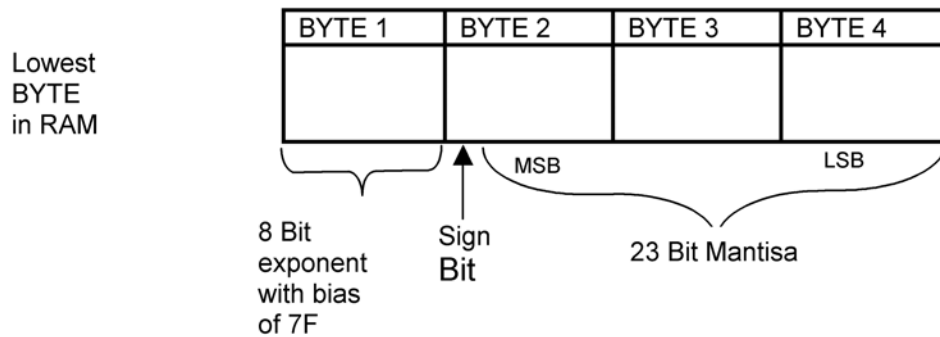 BYTE 1 BYTE 2 BYTE 3 BYTE 4
Lowest
BYTE
in RAM
MSB LSB
8 Bit
exponent
with bias
of 7F
Sign
Bit
23 Bit Mantisa